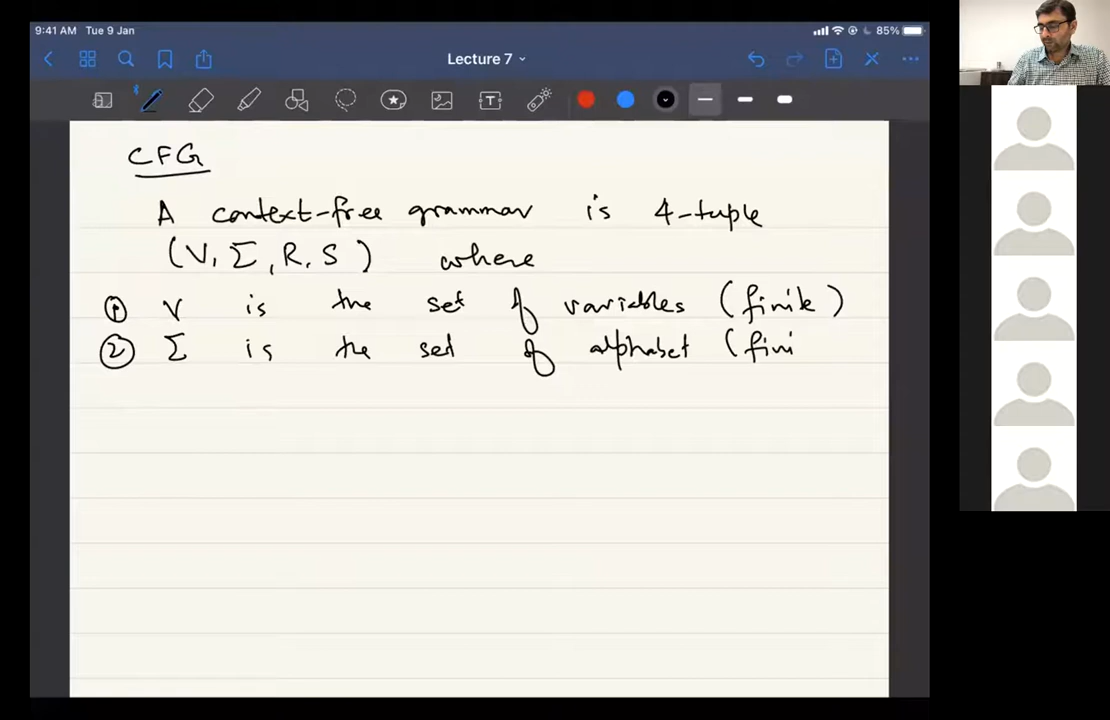 9:41 AM Tue 9 Jan
85%
Lecture 7
CFG
A context-free grammar is 4-tuple
(V, Σ, R, S) where
① V is the set of variables (finite)
② Σ is the set of alphabet (fini